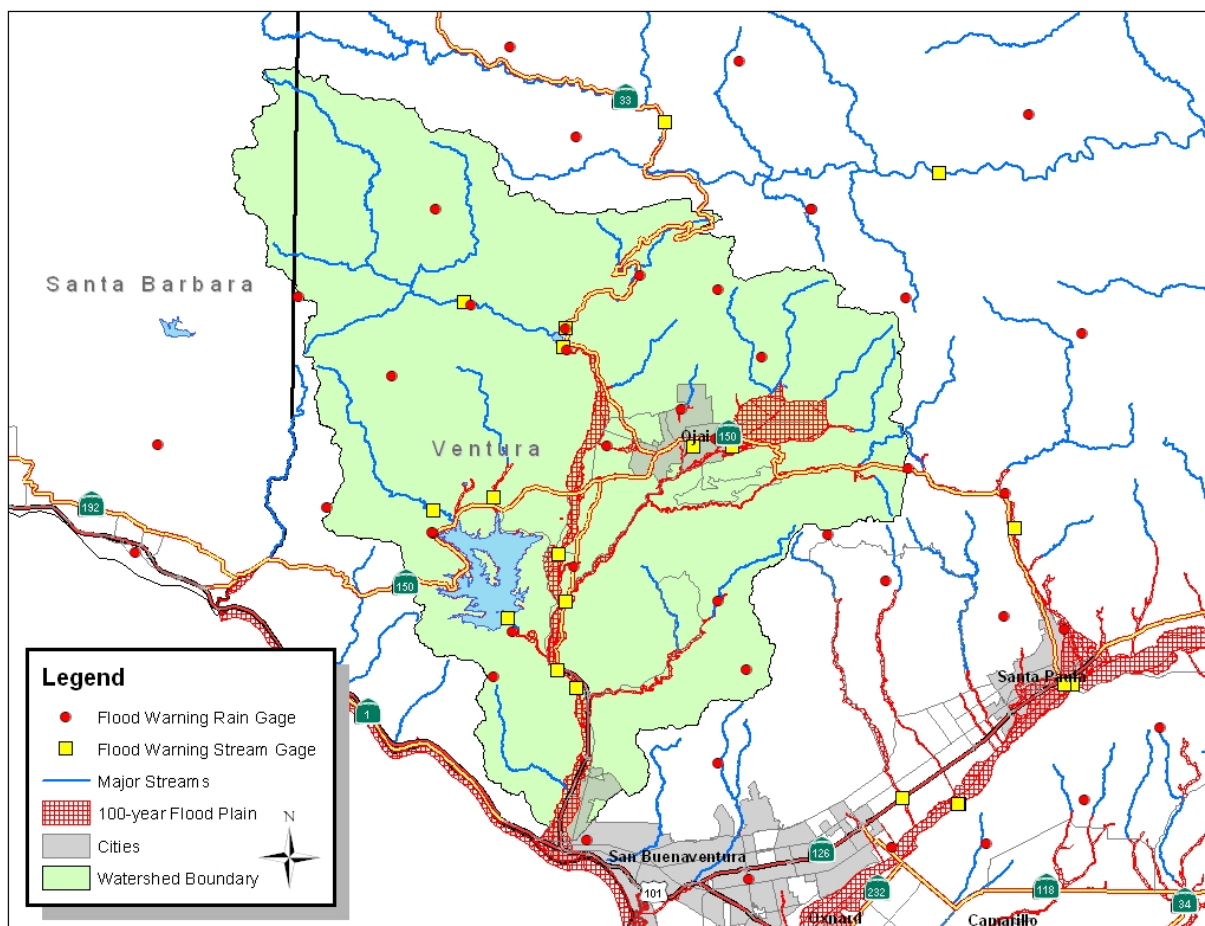 33
Santa Barbara
Ojai
150
Ventura
192
150
Santa Paula
1
Legend
Flood Warning Rain Gage
Flood Warning Stream Gage
Major Streams
100-year Flood Plain
Cities
Watershed Boundary
N
San Buenaventura
126
101
232
118
34
Oxnard
Camarillo